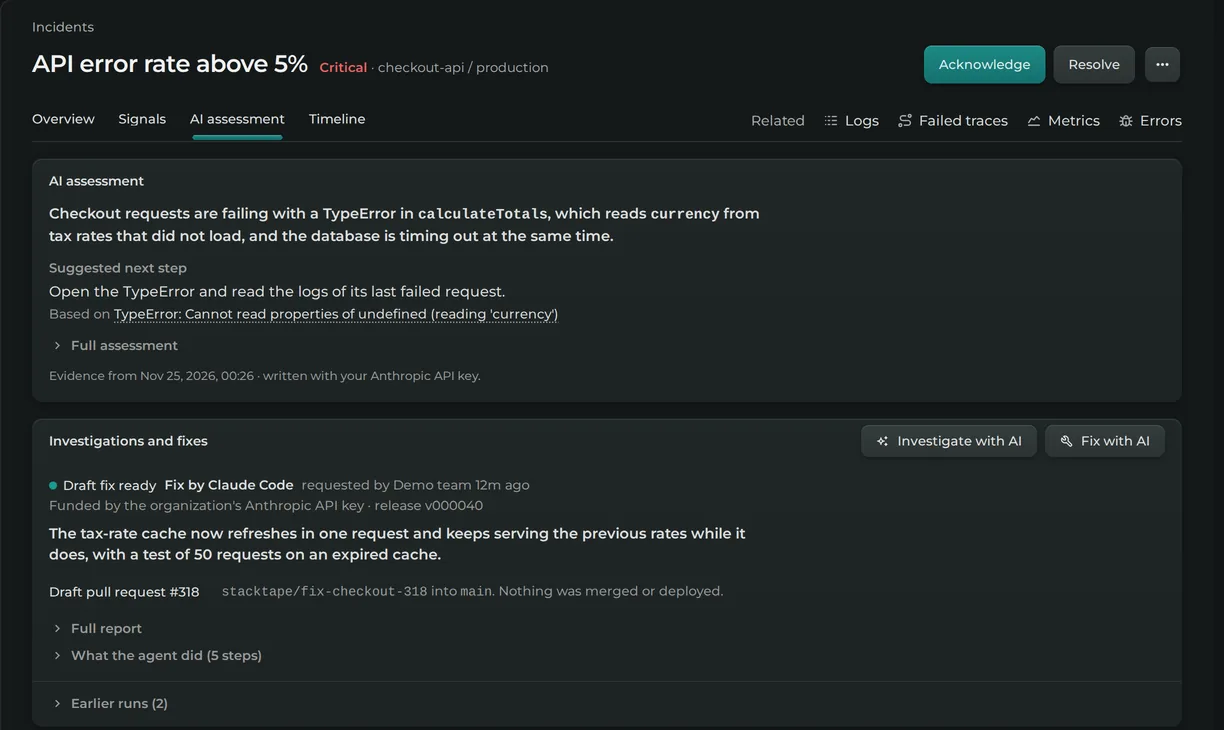 Incidents
API error rate above 5% Critical · checkout-api / production
Acknowledge
Resolve
Overview
Signals
AI assessment
Timeline
Related
Logs
Failed traces
Metrics
Errors
AI assessment
Checkout requests are failing with a TypeError in calculateTotals, which reads currency from
tax rates that did not load, and the database is timing out at the same time.
Suggested next step
Open the TypeError and read the logs of its last failed request.
Based on TypeError: Cannot read properties of undefined (reading 'currency')
Full assessment
Evidence from Nov 25, 2026, 00:26 · written with your Anthropic API key.
Investigations and fixes
Investigate with AI
Fix with AI
Draft fix ready Fix by Claude Code requested by Demo team 12m ago
Funded by the organization's Anthropic API key · release v000040
The tax-rate cache now refreshes in one request and keeps serving the previous rates while it
does, with a test of 50 requests on an expired cache.
Draft pull request #318 stacktape/fix-checkout-318 into main. Nothing was merged or deployed.
Full report
What the agent did (5 steps)
Earlier runs (2)